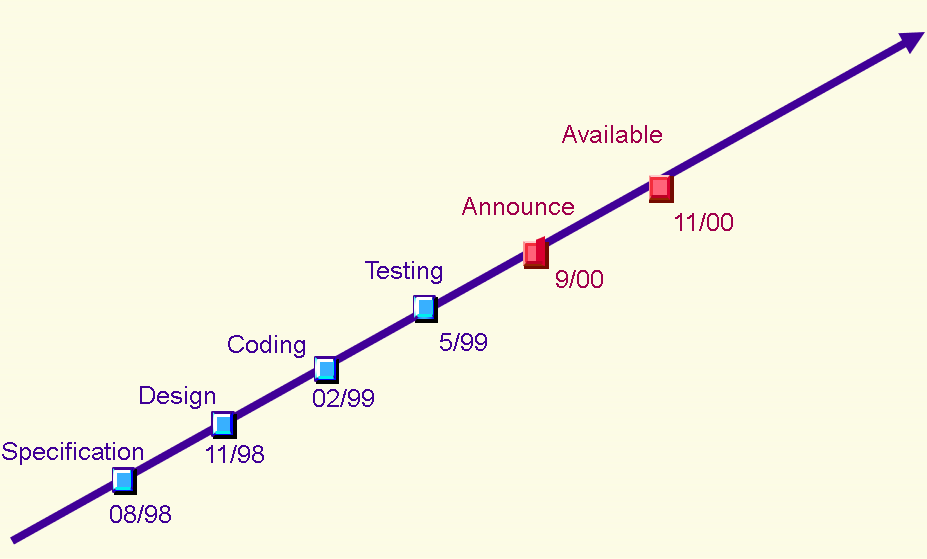 Available
11/00
Announce
9/00
Testing
5/99
Coding
02/99
Design
11/98
Specification
08/98